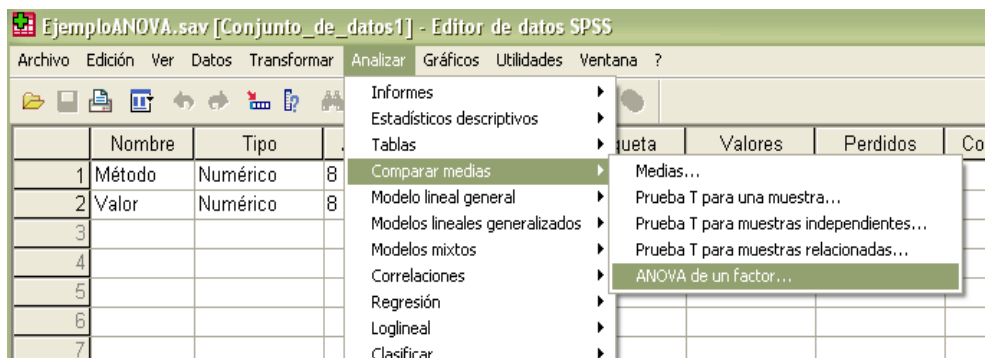 EjemploANOVA.sav [Conjunto_de_datos1] - Editor de datos SPSS
Archivo Edición Ver Datos Transformar Analizar Gráficos Utilidades Ventana ?
Informes
Estadísticos descriptivos
Nombre Tipo Tablas Valores Perdidos
1 Método Numérico 8 Comparar medias Medias...
2 Valor Numérico 8 Modelo lineal general Prueba T para una muestra...
3 Modelos lineales generalizados Prueba T para muestras independientes...
4 Modelos mixtos Prueba T para muestras relacionadas...
5 Correlaciones ANOVA de un factor...
6 Regresión
Loglineal
7 Clasificar